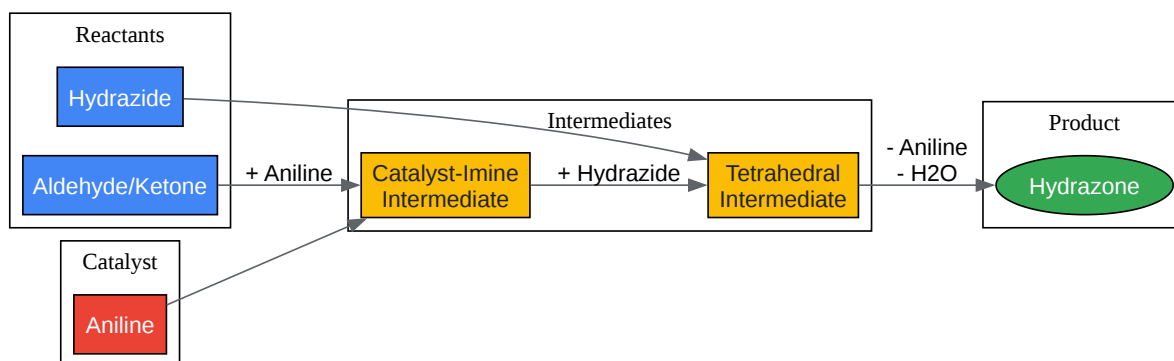 Reactants
Hydrazide
Aldehyde/Ketone
+ Aniline
Catalyst
Aniline
Intermediates
Catalyst-Imine
Intermediate
+ Hydrazide
Tetrahedral
Intermediate
- Aniline
- H2O
Product
Hydrazone